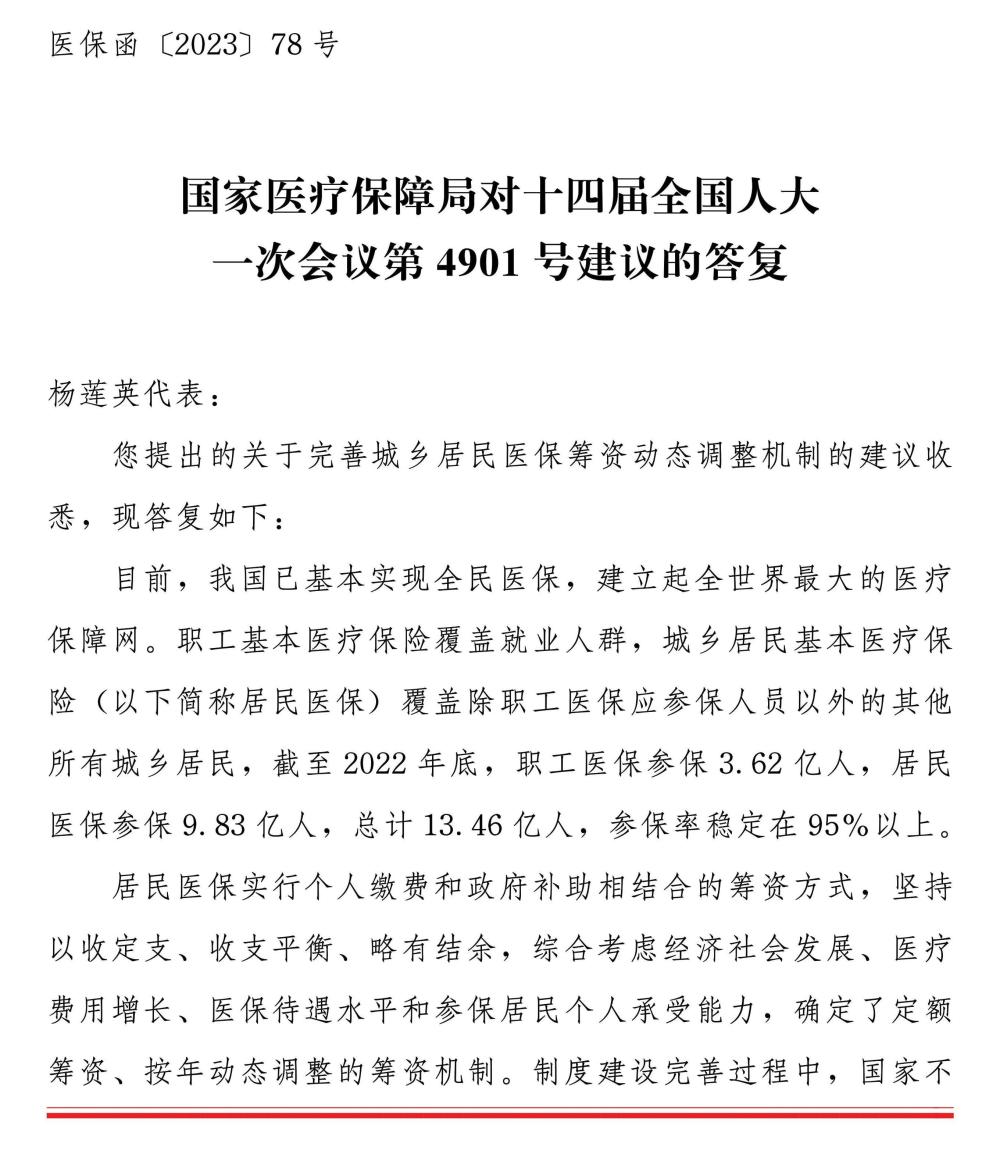 医保函〔2023〕78 号
国家医疗保障局对十四届全国人大
一次会议第 4901 号建议的答复
杨莲英代表：
您提出的关于完善城乡居民医保筹资动态调整机制的建议收
悉，现答复如下：
目前，我国已基本实现全民医保，建立起全世界最大的医疗
保障网。职工基本医疗保险覆盖就业人群，城乡居民基本医疗保
险（以下简称居民医保）覆盖除职工医保应参保人员以外的其他
所有城乡居民，截至 2022 年底，职工医保参保 3.62 亿人，居民
医保参保 9.83 亿人，总计 13.46 亿人，参保率稳定在 95%以上。
居民医保实行个人缴费和政府补助相结合的筹资方式，坚持
以收定支、收支平衡、略有结余，综合考虑经济社会发展、医疗
费用增长、医保待遇水平和参保居民个人承受能力，确定了定额
筹资、按年动态调整的筹资机制。制度建设完善过程中，国家不